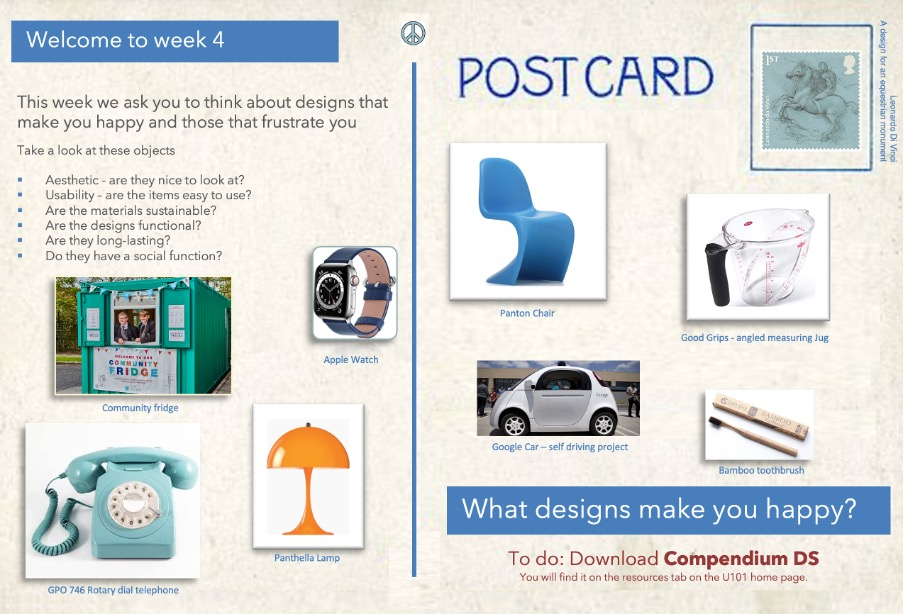 Welcome to week 4
This week we ask you to think about designs that
make you happy and those that frustrate you
Take a look at these objects
Aesthetic - are they nice to look at?
Usability - are the items easy to use?
Are the materials sustainable?
Are the designs functional?
Are they long-lasting?
Do they have a social function?
WELCOME TO OUR
COMMUNITY
FRIDGE
Community fridge
Apple Watch
GPO 746 Rotary dial telephone
Panthella Lamp
POSTCARD
1ST
Leonardo da Vinci
A design for an equestrian monument
Leonardo Di Vinci
Panton Chair
Good Grips - angled measuring Jug
Google
Google Car – self driving project
BAMBOO
Bamboo toothbrush
What designs make you happy?
To do: Download Compendium DS
You will find it on the resources tab on the U101 home page.